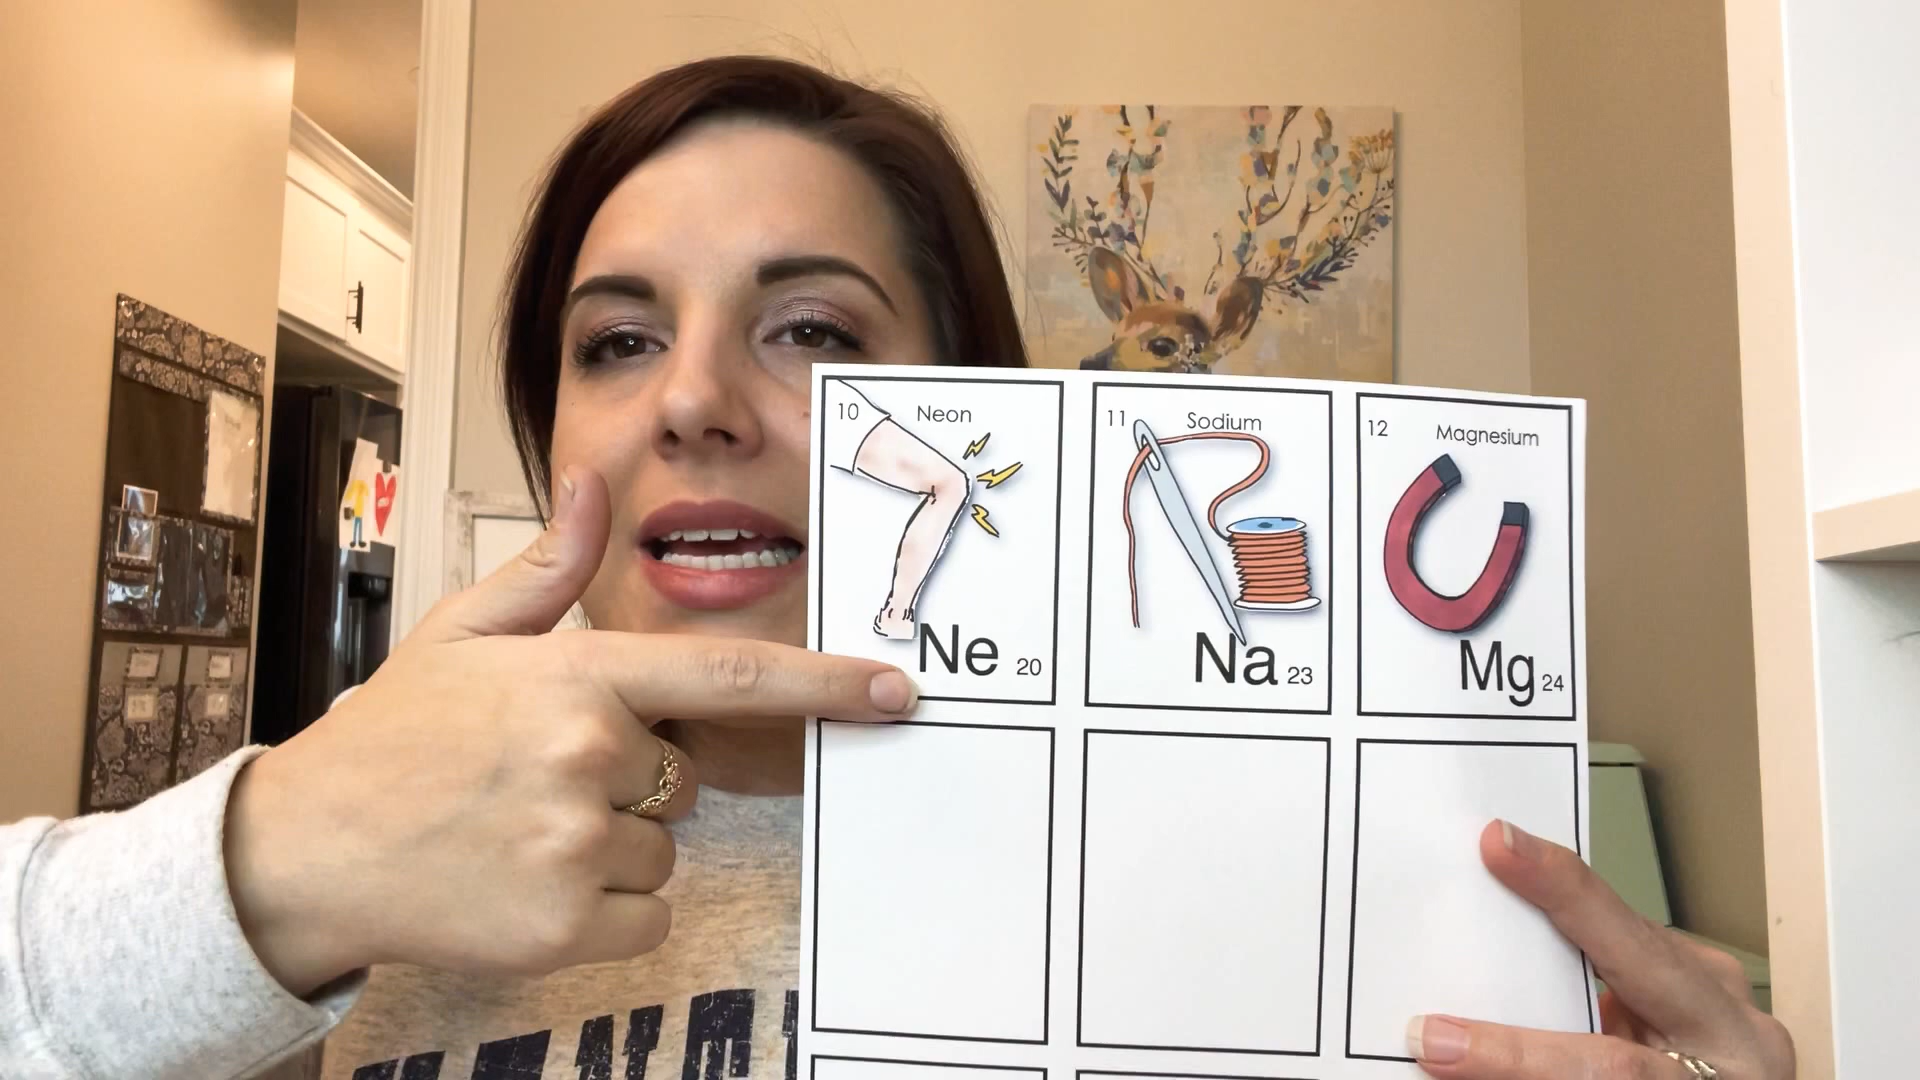 10 Neon
Ne 20
11 Sodium
Na 23
12 Magnesium
Mg 24